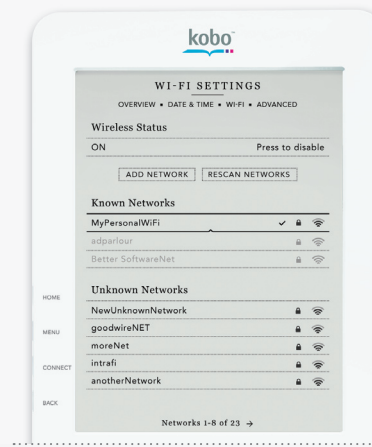 kobo
WI-FI SETTINGS
OVERVIEW • DATE & TIME • WI-FI • ADVANCED
Wireless Status
ON Press to disable
ADD NETWORK RESCAN NETWORKS
Known Networks
MyPersonalWiFi
adparlour
Better SoftwareNet
Unknown Networks
HOME
NewUnknownNetwork
MENU
goodwireNET
moreNet
CONNECT
intrafi
anotherNetwork
BACK
Networks 1-8 of 23 →